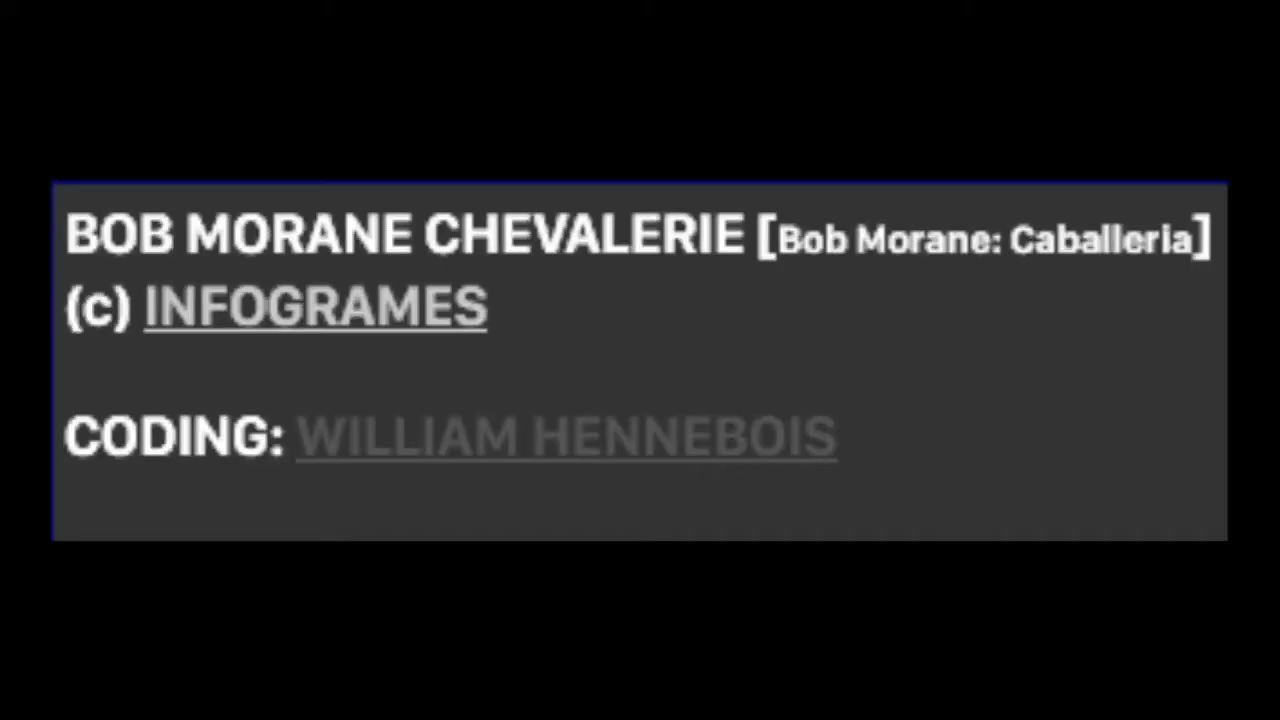 BOB MORANE CHEVALERIE [Bob Morane: Caballeria]
(c) INFOGRAMES
CODING: WILLIAM HENNEBOIS